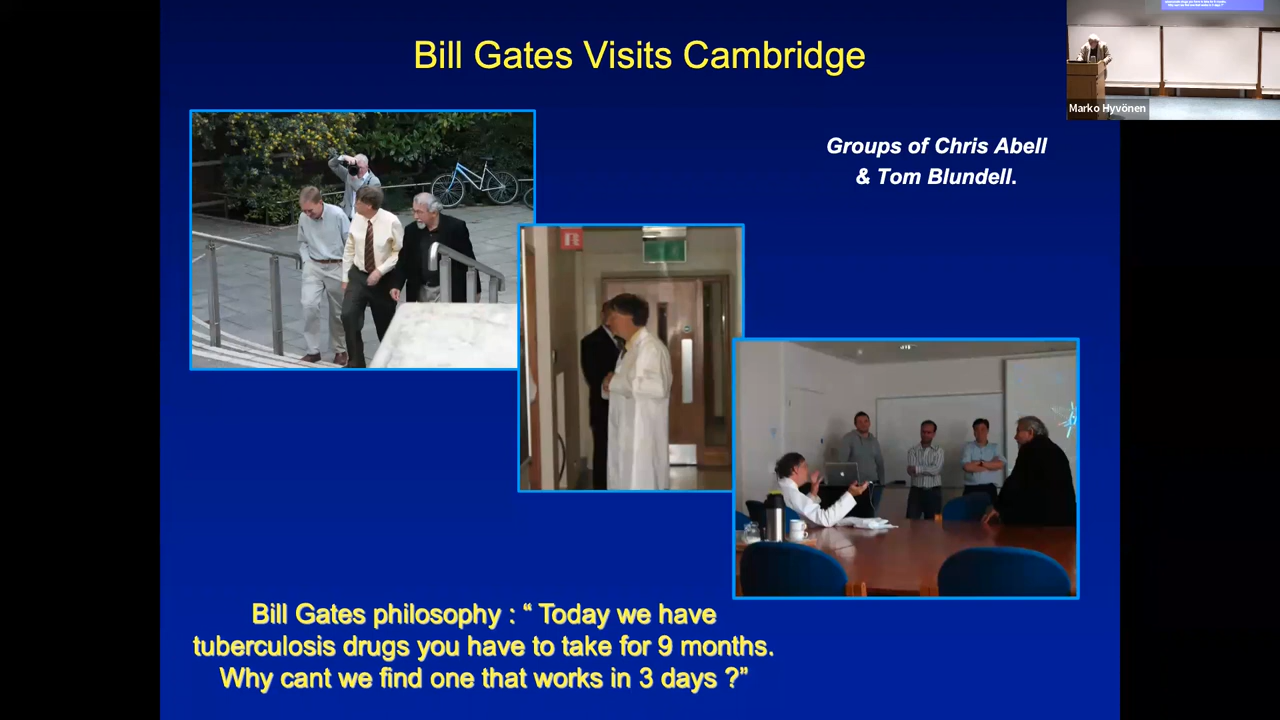 Bill Gates Visits Cambridge
Groups of Chris Abell
& Tom Blundell.
Marko Hyvönen
Bill Gates philosophy : “ Today we have
tuberculosis drugs you have to take for 9 months.
Why cant we find one that works in 3 days ?”